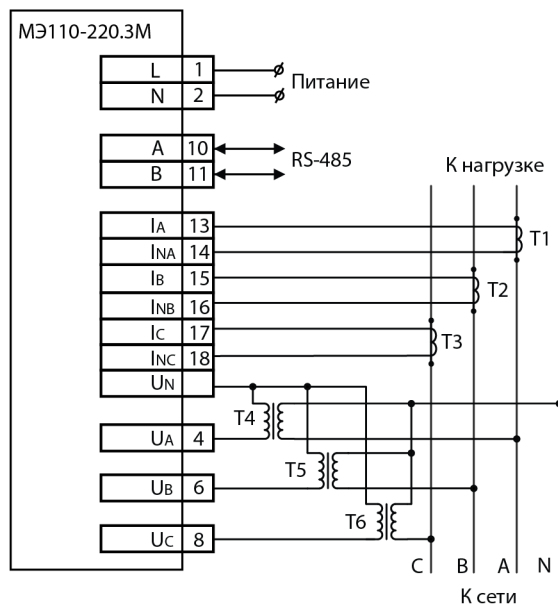 МЭ110-220.3М
L 1
N 2
Питание
A 10
B 11
RS-485
К нагрузке
IA 13
INA 14
IB 15
INB 16
IC 17
INC 18
UN
T1
T2
T3
T4
UA 4
T5
UB 6
T6
UC 8
C B A N
К сети